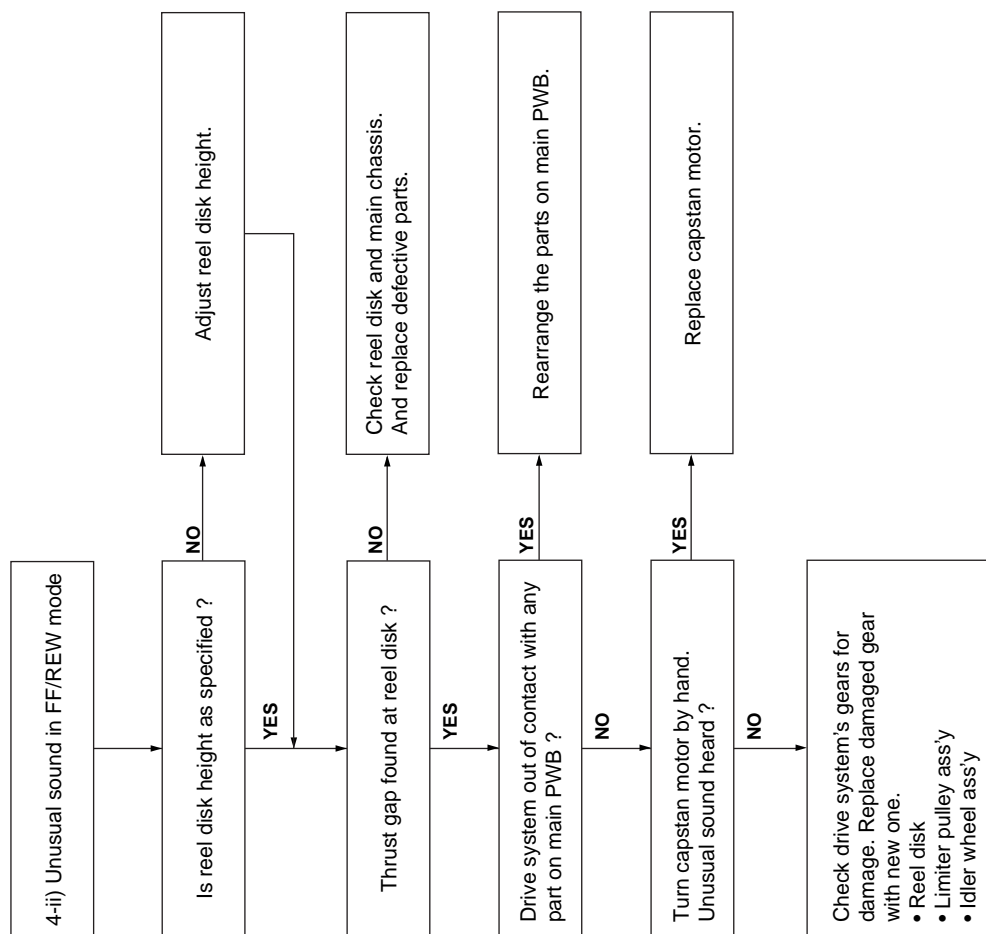 4-ii) Unusual sound in FF/REW mode
Is reel disk height as specified ?
NO
Adjust reel disk height.
YES
Thrust gap found at reel disk ?
NO
Check reel disk and main chassis.
And replace defective parts.
YES
Drive system out of contact with any
part on main PWB ?
YES
Rearrange the parts on main PWB.
NO
Turn capstan motor by hand.
Unusual sound heard ?
YES
Replace capstan motor.
NO
Check drive system's gears for
damage. Replace damaged gear
with new one.
• Reel disk
• Limiter pulley ass'y
• Idler wheel ass'y